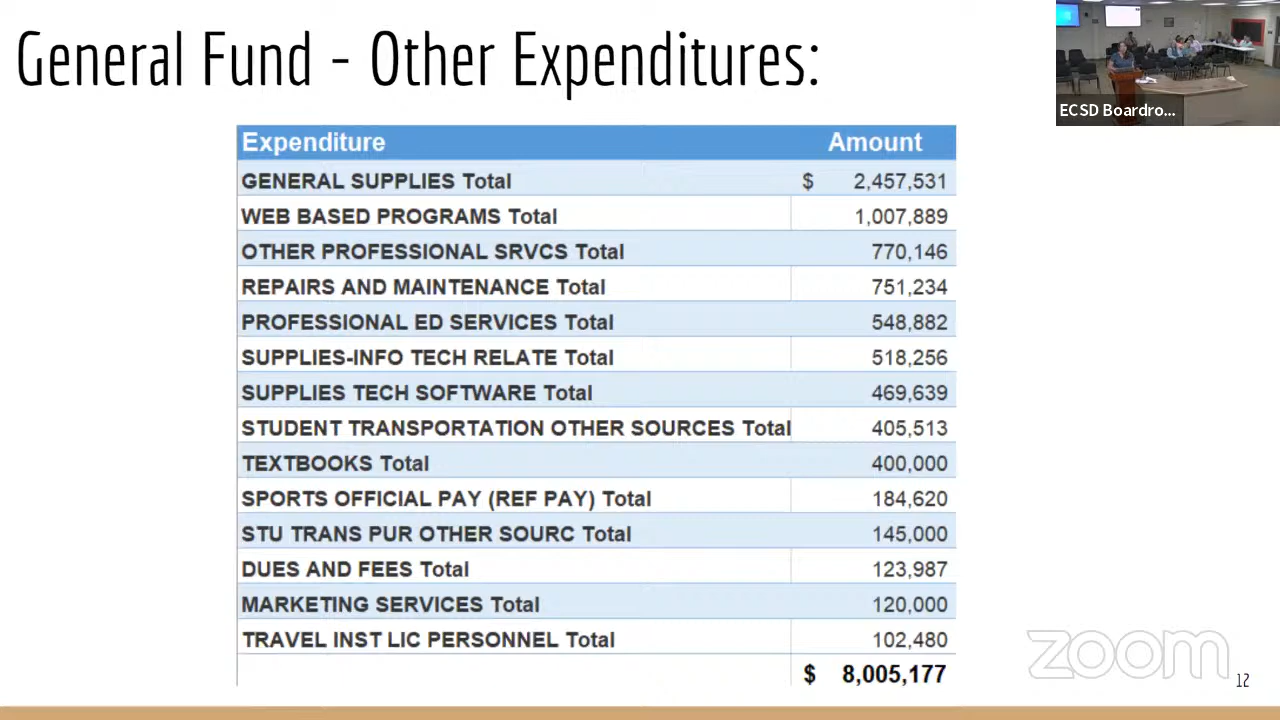 General Fund - Other Expenditures:
ECSD Boardro...
Expenditure Amount
GENERAL SUPPLIES Total $ 2,457,531
WEB BASED PROGRAMS Total 1,007,889
OTHER PROFESSIONAL SRVCS Total 770,146
REPAIRS AND MAINTENANCE Total 751,234
PROFESSIONAL ED SERVICES Total 548,882
SUPPLIES-INFO TECH RELATE Total 518,256
SUPPLIES TECH SOFTWARE Total 469,639
STUDENT TRANSPORTATION OTHER SOURCES Total 405,513
TEXTBOOKS Total 400,000
SPORTS OFFICIAL PAY (REF PAY) Total 184,620
STU TRANS PUR OTHER SOURC Total 145,000
DUES AND FEES Total 123,987
MARKETING SERVICES Total 120,000
TRAVEL INST LIC PERSONNEL Total 102,480
$ 8,005,177
zoom
12